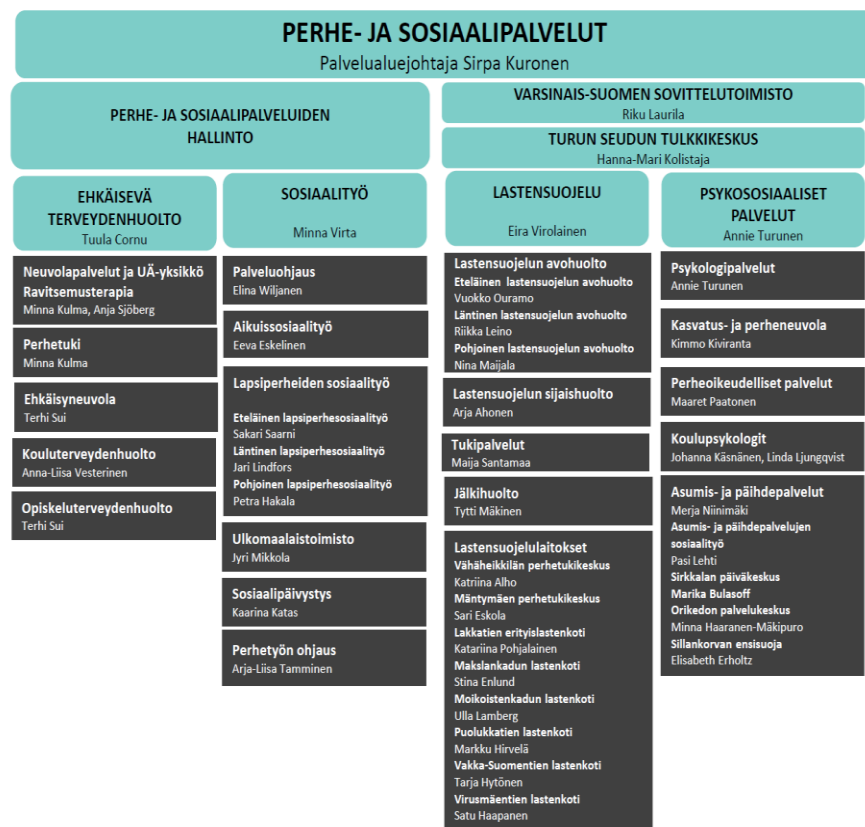 PERHE- JA SOSIAALIPALVELUT
Palvelualuejohtaja Sirpa Kuronen
PERHE- JA SOSIAALIPALVELUIDEN
HALLINTO
VARSINAIS-SUOMEN SOVITTELUTOIMISTO
Riku Laurila
TURUN SEUDUN TULKKIKESKUS
Hanna-Mari Kolistaja
EHKÄISEVÄ
TERVEYDENHUOLTO
Tuula Cornu
Neuvolapalvelut ja UÄ-yksikkö
Ravitsemusterapia
Minna Kulma, Anja Sjöberg
Perhetuki
Minna Kulma
Ehkäisyneuvola
Terhi Sui
Kouluterveydenhuolto
Anna-Liisa Vesterinen
Opiskeluterveydenhuolto
Terhi Sui
SOSIAALITYÖ
Minna Virta
Palveluohjaus
Elina Wiljanen
Aikuissosiaalityö
Eeva Eskelinen
Lapsiperheiden sosiaalityö
Eteläinen lapsiperhesosiaalityö
Sakari Saarni
Läntinen lapsiperhesosiaalityö
Jari Lindfors
Pohjoinen lapsiperhesosiaalityö
Petra Hakala
Ulkomaalaistoimisto
Jyri Mikkola
Sosiaalipäivystys
Kaarina Katas
Perhetyön ohjaus
Arja-Liisa Tamminen
LASTENSUOJELU
Eira Virolainen
Lastensuojelun avohuolto
Eteläinen lastensuojelun avohuolto
Vuokko Ouramo
Läntinen lastensuojelun avohuolto
Riikka Leino
Pohjoinen lastensuojelun avohuolto
Nina Maijala
Lastensuojelun sijaishuolto
Arja Ahonen
Tukipalvelut
Maija Santamaa
Jälkihuolto
Tytti Mäkinen
Lastensuojelulaitokset
Vähäheikkilän perhetukikeskus
Katriina Alho
Mäntymäen perhetukikeskus
Sari Eskola
Lakkatien erityislastenkoti
Katariina Pohjalainen
Makslankadun lastenkoti
Stina Enlund
Moikoistenkadun lastenkoti
Ulla Lamberg
Puolukkatien lastenkoti
Markku Hirvelä
Vakka-Suomentien lastenkoti
Tarja Hytönen
Virusmäentien lastenkoti
Satu Haapanen
PSYKOSOSIAALISET
PALVELUT
Annie Turunen
Psykologipalvelut
Annie Turunen
Kasvatus- ja perheneuvola
Kimmo Kiviranta
Perheoikeudelliset palvelut
Maaret Paatonen
Koulupsykologit
Johanna Käsnänen, Linda Ljungqvist
Asumis- ja päihdepalvelut
Merja Niinimäki
Asumis- ja päihdepalvelujen
sosiaalityö
Pasi Lehti
Sirkkalan päiväkeskus
Marika Bulasoff
Orikedon palvelukeskus
Minna Haaranen-Mäkipuro
Sillankorvan ensisuoja
Elisabeth Erholtz